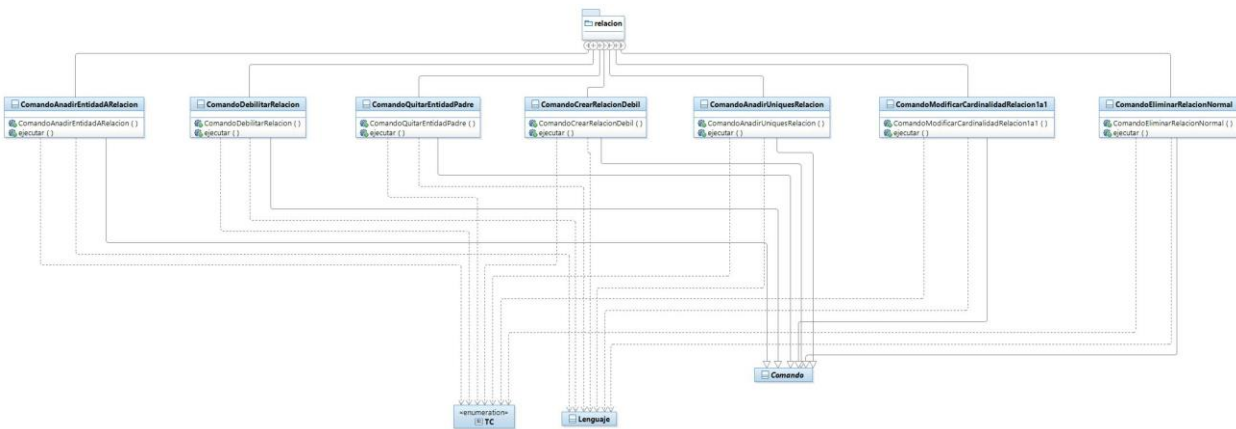 relacion
ComandoAnadirEntidadARelacion
ComandoAnadirEntidadARelacion ( )
ejecutar ( )
ComandoDebilitarRelacion
ComandoDebilitarRelacion ( )
ejecutar ( )
ComandoQuitarEntidadPadre
ComandoQuitarEntidadPadre ( )
ejecutar ( )
ComandoCrearRelacionDebil
ComandoCrearRelacionDebil ( )
ejecutar ( )
ComandoAnadirUniquesRelacion
ComandoAnadirUniquesRelacion ( )
ejecutar ( )
ComandoModificarCardinalidadRelacion1a1
ComandoModificarCardinalidadRelacion1a1 ( )
ejecutar ( )
ComandoEliminarRelacionNormal
ComandoEliminarRelacionNormal ( )
ejecutar ( )
Comando
«enumeration»
TC
Lenguaje